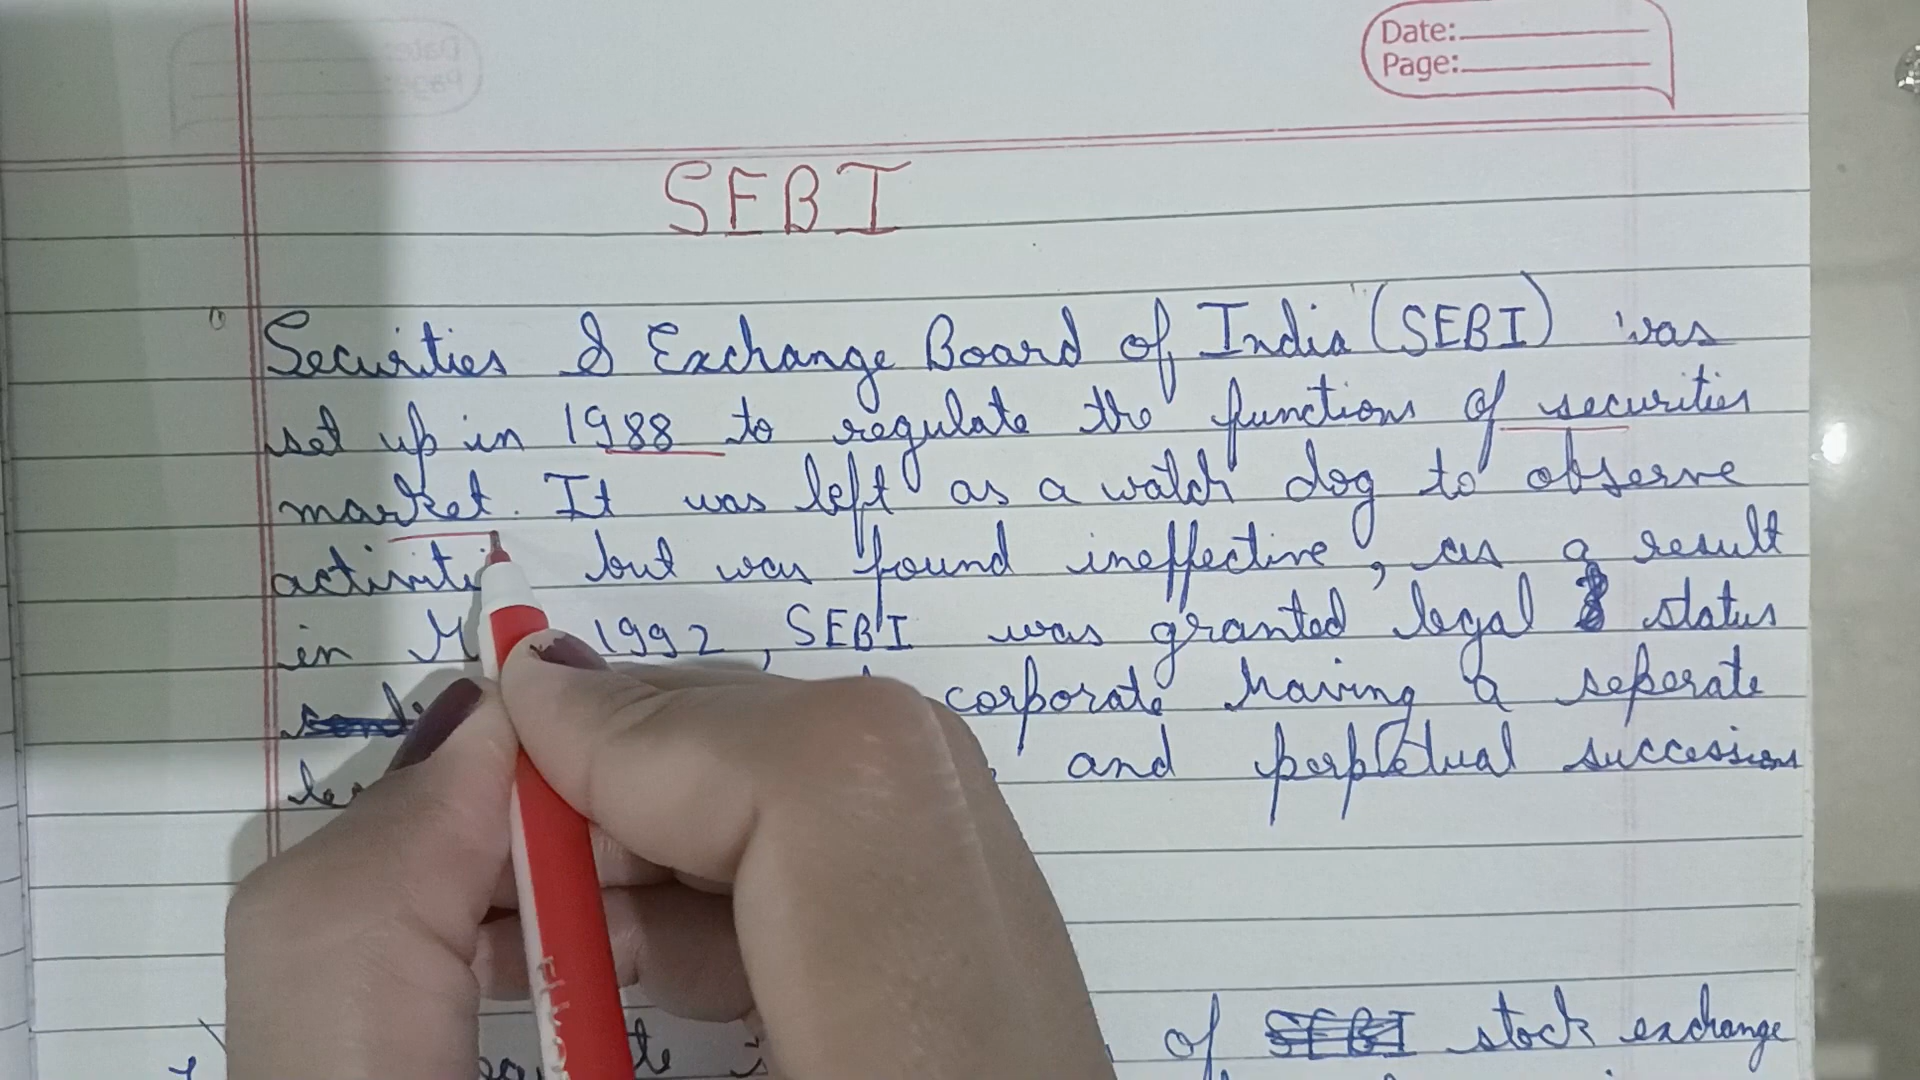 Date:
Page:
SEBI
Securities & Exchange Board of India (SEBI) was
set up in 1988 to regulate the functions of securities
market. It was left as a watch dog to observe
but was found ineffective, as a result
in 1992, SEBI was granted legal status
corporate having a seperate
and perpetual succession
of SEBI stock exchange